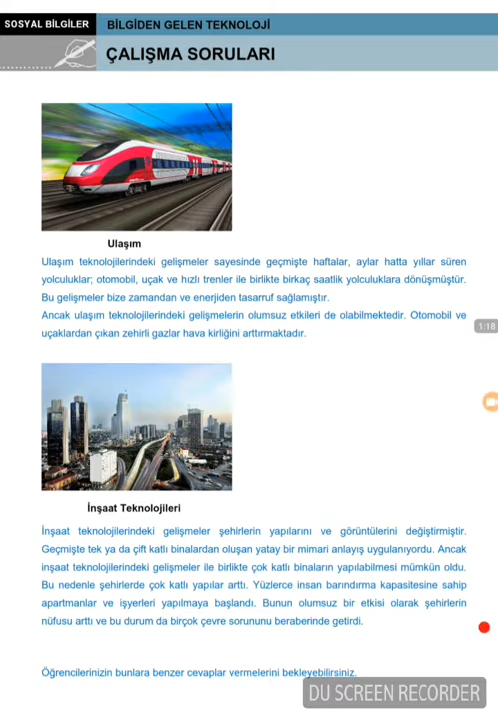 SOSYAL BİLGİLER
BİLGİDEN GELEN TEKNOLOJİ
ÇALIŞMA SORULARI
Ulaşım
Ulaşım teknolojilerindeki gelişmeler sayesinde geçmişte haftalar, aylar hatta yıllar süren
yolculuklar; otomobil, uçak ve hızlı trenler ile birlikte birkaç saatlik yolculuklara dönüşmüştür.
Bu gelişmeler bize zamandan ve enerjiden tasarruf sağlamıştır.
Ancak ulaşım teknolojilerindeki gelişmelerin olumsuz etkileri de olabilmektedir. Otomobil ve
uçaklardan çıkan zehirli gazlar hava kirliğini arttırmaktadır.
1:18
İnşaat Teknolojileri
İnşaat teknolojilerindeki gelişmeler şehirlerin yapılarını ve görüntülerini değiştirmiştir.
Geçmişte tek ya da çift katlı binalardan oluşan yatay bir mimari anlayış uygulanıyordu. Ancak
inşaat teknolojilerindeki gelişmeler ile birlikte çok katlı binaların yapılabilmesi mümkün oldu.
Bu nedenle şehirlerde çok katlı yapılar arttı. Yüzlerce insan barındırma kapasitesine sahip
apartmanlar ve işyerleri yapılmaya başlandı. Bunun olumsuz bir etkisi olarak şehirlerin
nüfusu arttı ve bu durum da birçok çevre sorununu beraberinde getirdi.
Öğrencilerinizin bunlara benzer cevaplar vermelerini bekleyebilirsiniz.
DU SCREEN RECORDER